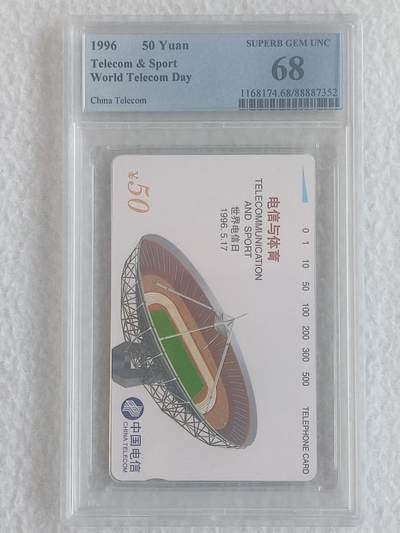 1996 50 Yuan
Telecom & Sport
World Telecom Day
China Telecom
SUPERB GEM UNC
68
1168174.68/88887352
¥50
电信与体育
TELECOMMUNICATION
AND SPORT
世界电信日
1996.5.17
0 1 10 50 100 200 300 500 TELEPHONE CARD
中国电信
CHINA TELECOM